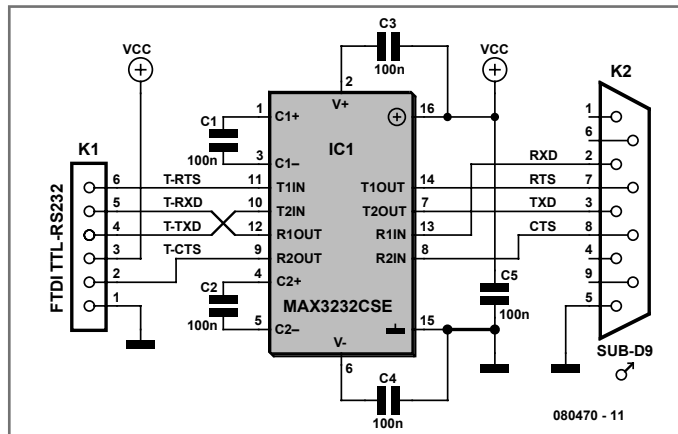 C3
VCC
VCC
K2
100n
2
1
V+
16
1
C1+
6
C1
IC1
K1
100n
3
C1–
RXD
2
6
T-RTS
11
T1IN
T1OUT
14
RTS
7
5
T-RXD
10
T2IN
T2OUT
7
TXD
3
4
T-TXD
12
R1OUT
R1IN
13
CTS
8
3
T-CTS
9
R2OUT
R2IN
8
4
2
C2
4
C2+
C5
9
1
100n
MAX3232CSE
100n
5
5
C2–
15
FTDI TTL-RS232
V-
6
C4
SUB-D9
100n
080470 - 11